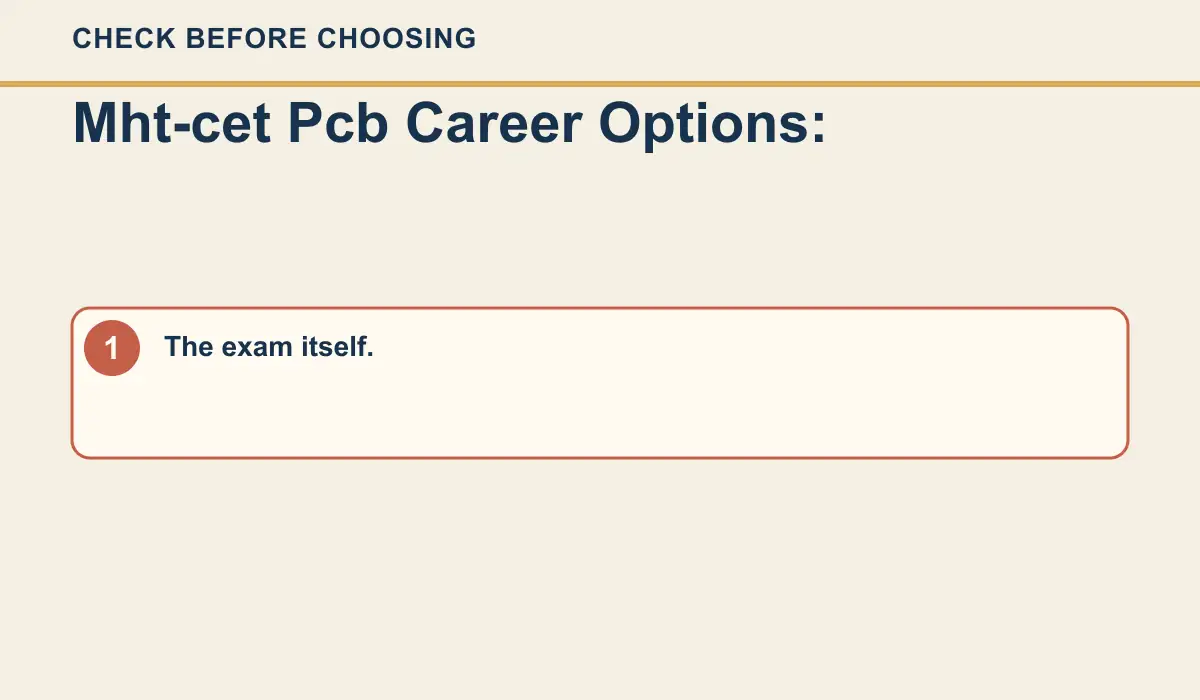 CHECK BEFORE CHOOSING
Mht-cet Pcb Career Options:
1 The exam itself.